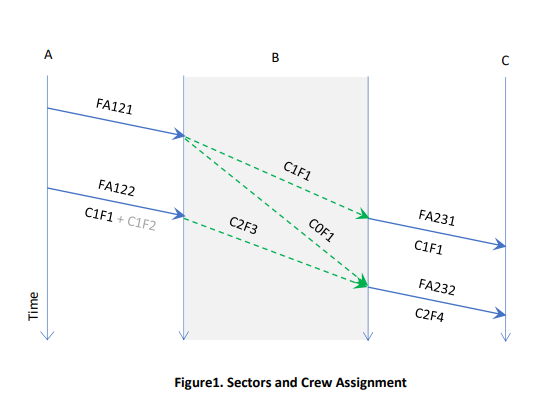 A
B
C
FA121
C1F1
FA122
C1F1 + C1F2
C2F3
C0F1
FA231
C1F1
FA232
C2F4
Time
Figure1. Sectors and Crew Assignment